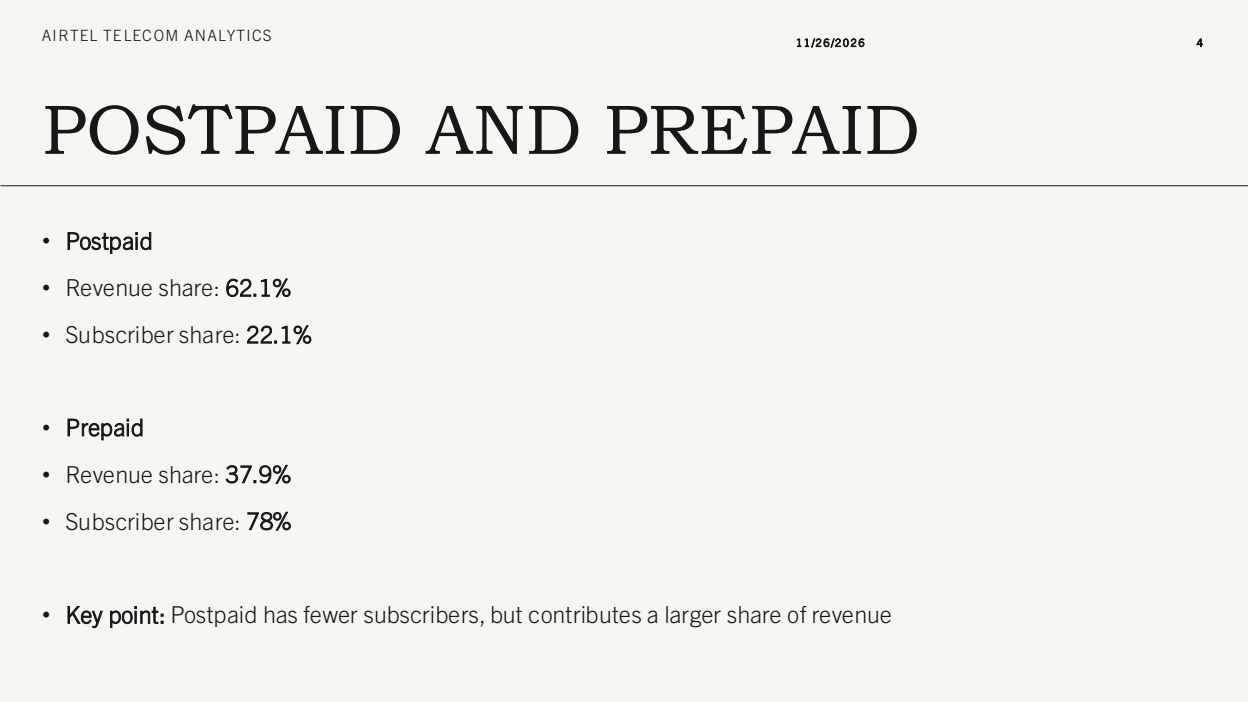 AIRTEL TELECOM ANALYTICS
11/26/2026
4
POSTPAID AND PREPAID
• Postpaid
• Revenue share: 62.1%
• Subscriber share: 22.1%
• Prepaid
• Revenue share: 37.9%
• Subscriber share: 78%
• Key point: Postpaid has fewer subscribers, but contributes a larger share of revenue